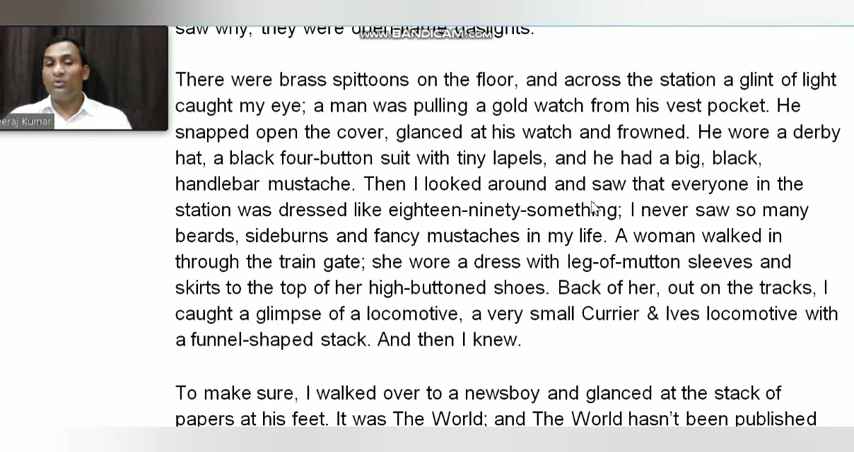 saw why; they were open-flame gaslights.
www.BANDICAM.com
There were brass spittoons on the floor, and across the station a glint of light
caught my eye; a man was pulling a gold watch from his vest pocket. He
snapped open the cover, glanced at his watch and frowned. He wore a derby
hat, a black four-button suit with tiny lapels, and he had a big, black,
handlebar mustache. Then I looked around and saw that everyone in the
station was dressed like eighteen-ninety-something; I never saw so many
beards, sideburns and fancy mustaches in my life. A woman walked in
through the train gate; she wore a dress with leg-of-mutton sleeves and
skirts to the top of her high-buttoned shoes. Back of her, out on the tracks, I
caught a glimpse of a locomotive, a very small Currier & Ives locomotive with
a funnel-shaped stack. And then I knew.
To make sure, I walked over to a newsboy and glanced at the stack of
papers at his feet. It was The World; and The World hasn't been published
eeraj Kumar